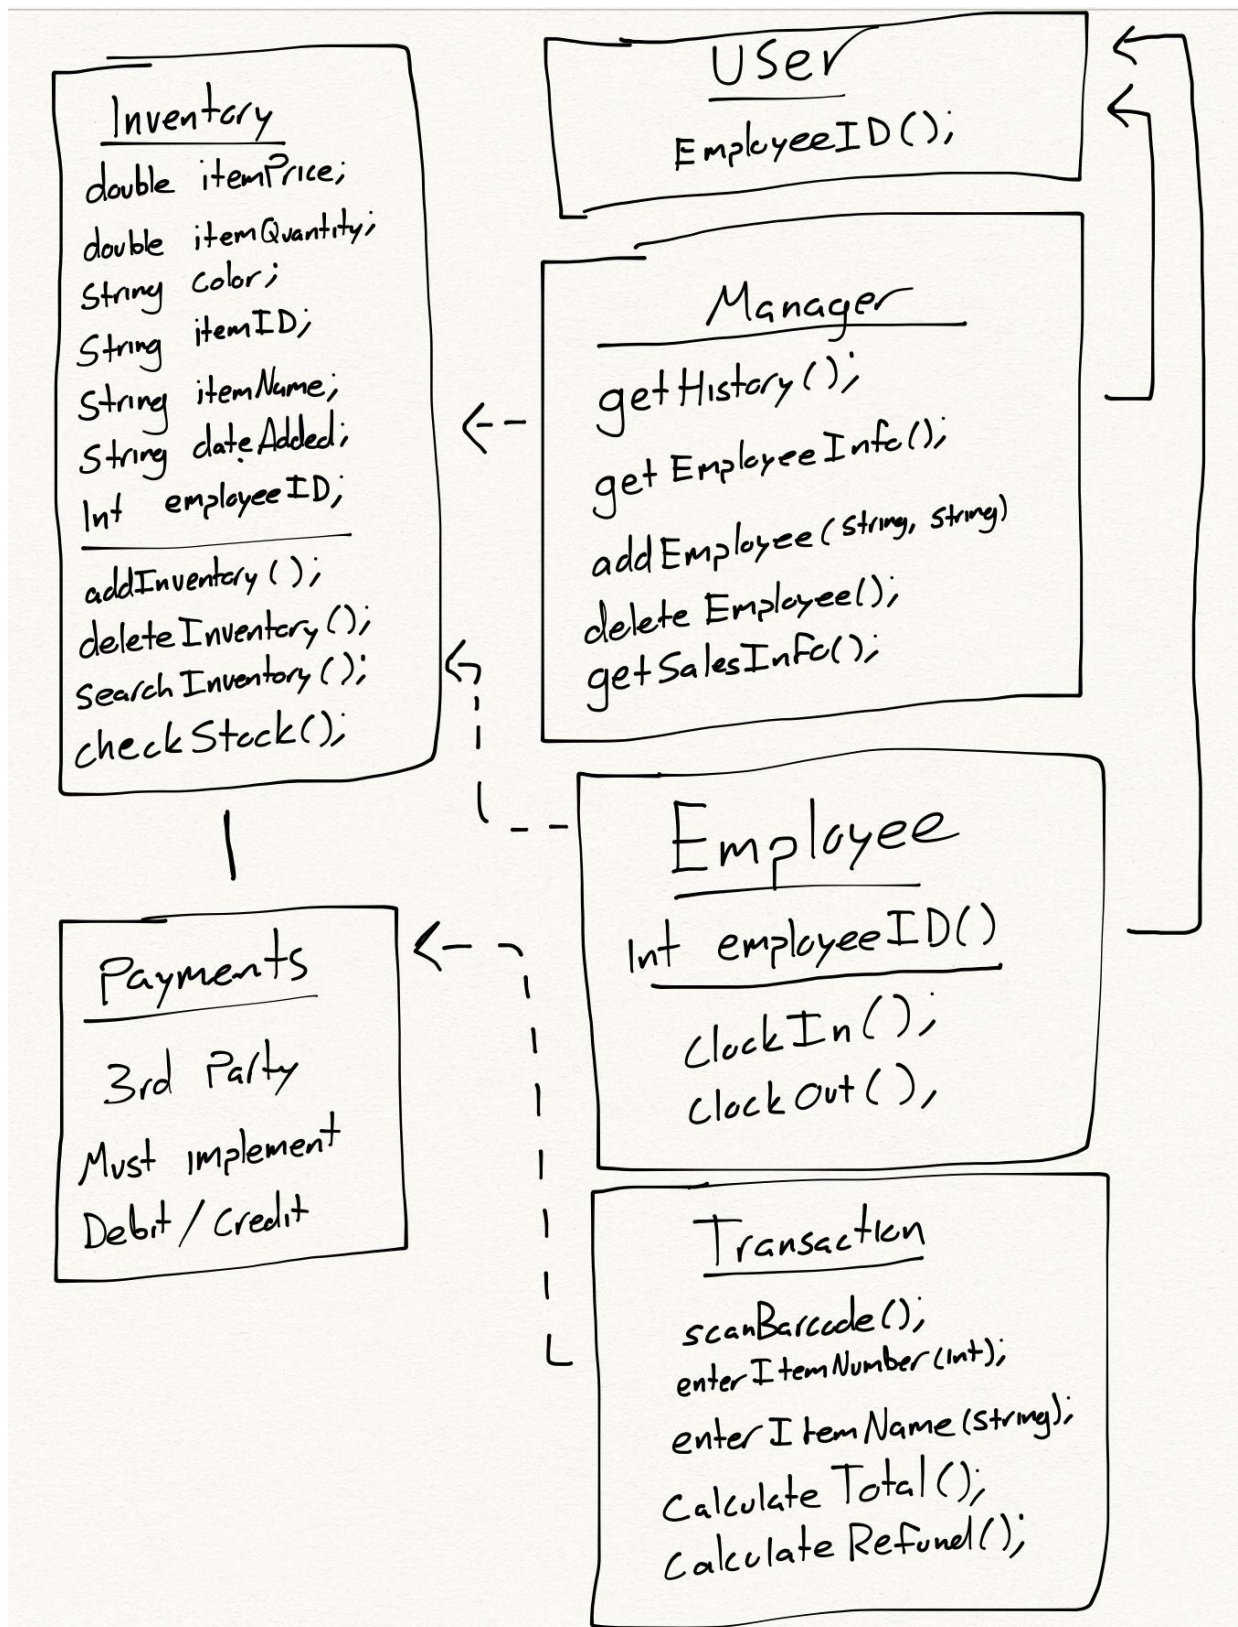 Inventory
double itemPrice;
double itemQuantity;
String Color;
String itemID;
String itemName;
String dateAdded;
Int employeeID;
addInventory();
deleteInventory();
searchInventory();
checkStock();
Payments
3rd Party
Must implement
Debit/Credit
User
EmployeeID();
Manager
getHistory();
getEmployeeInfo();
addEmployee(String, String)
deleteEmployee();
getSalesInfo();
Employee
Int employeeID()
ClockIn();
ClockOut(),
Transaction
scanBarcode();
enterItemNumber(int);
enterItemName(String);
Calculate Total();
Calculate Refund();